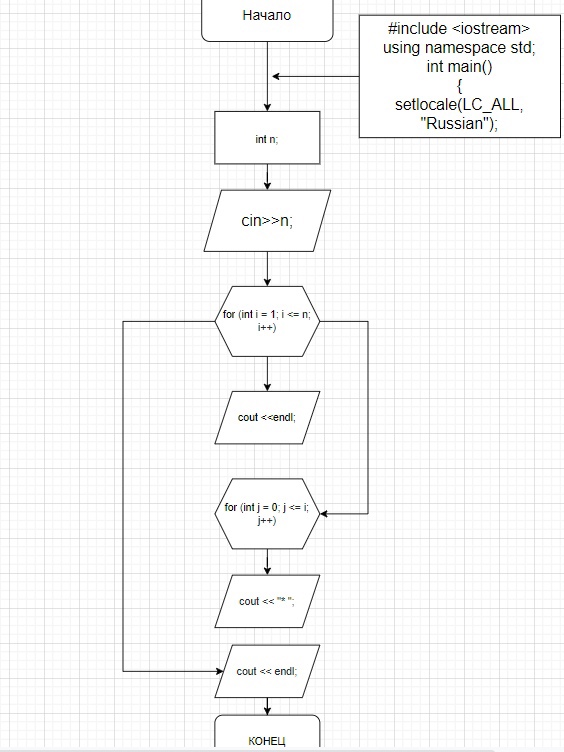 Начало
#include <iostream>
using namespace std;
int main()
{
setlocale(LC_ALL,
"Russian");
int n;
cin>>n;
for (int i = 1; i <= n;
i++)
cout <<endl;
for (int j = 0; j <= i;
j++)
cout << "* ";
cout << endl;
КОНЕЦ